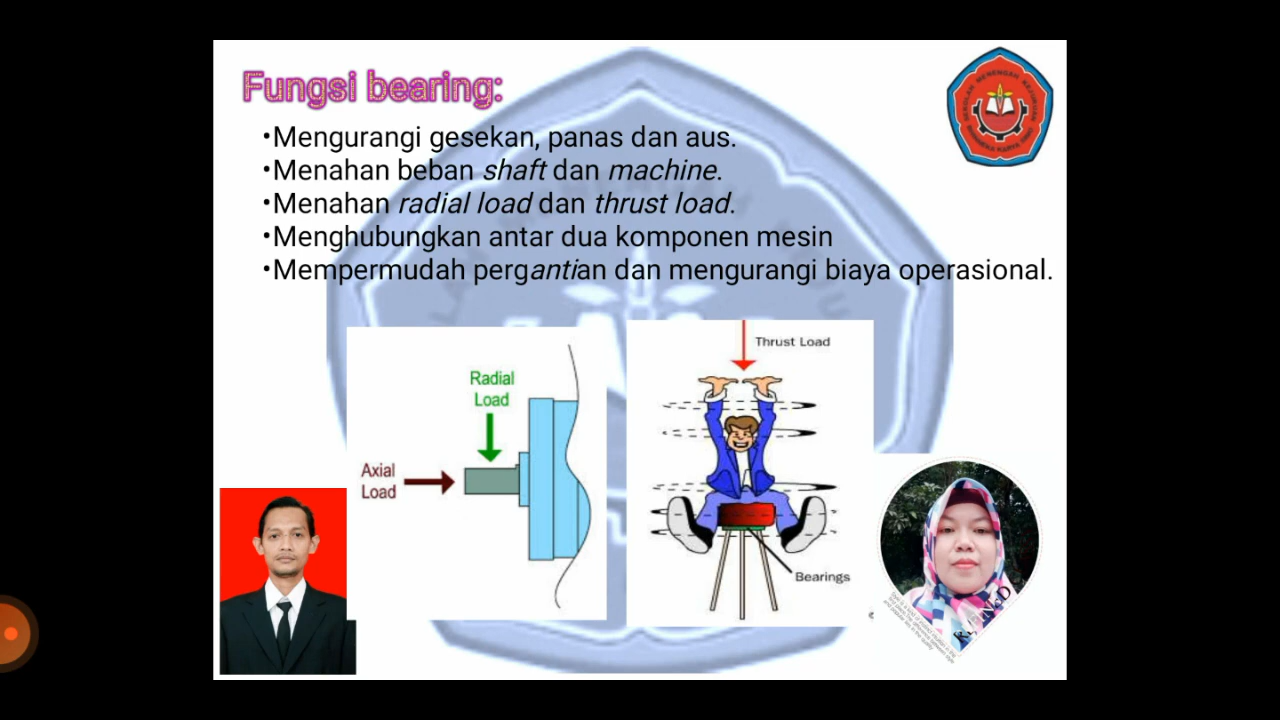 Fungsi bearing:
•Mengurangi gesekan, panas dan aus.
•Menahan beban shaft dan machine.
•Menahan radial load dan thrust load.
•Menghubungkan antar dua komponen mesin
•Mempermudah pergantian dan mengurangi biaya operasional.
Radial
Load
Axial
Load
Thrust Load
Bearings